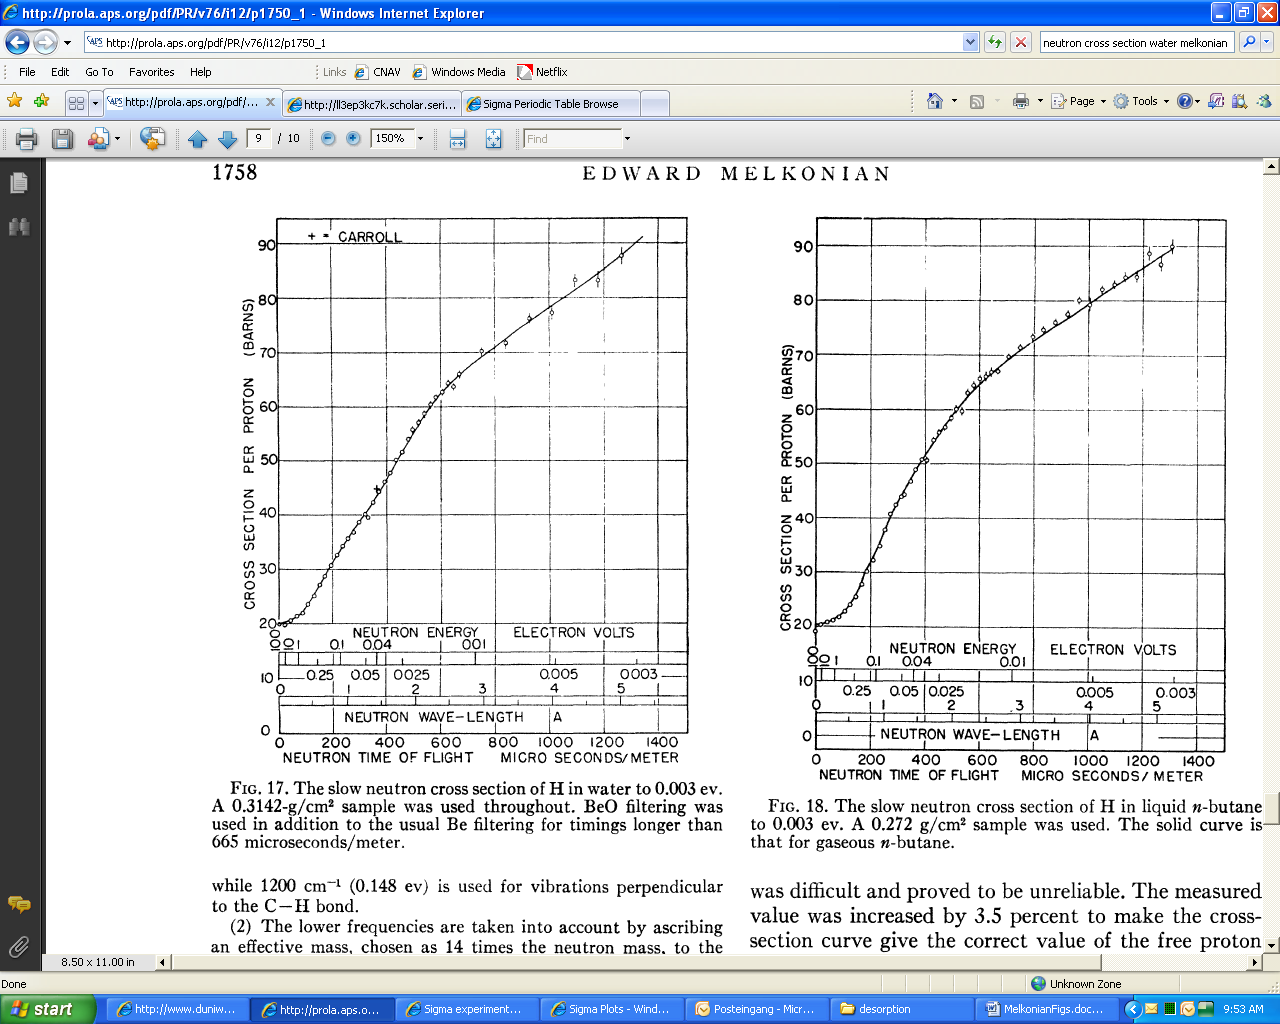 http://prola.aps.org/pdf/PR/v76/i12/p1750_1 - Windows Internet Explorer
http://prola.aps.org/pdf/PR/v76/i12/p1750_1
neutron cross section water melkonian
File Edit Go To Favorites Help
Links CNAV Windows Media Netflix
http://prola.aps.org/pdf/...
http://ll3ep3kc7k.scholar.seri...
Sigma Periodic Table Browse
Page Tools
9 / 10 150% Find
1758 EDWARD MELKONIAN
+ = CARROLL
90
80
70
60
50
40
30
20
10
0
CROSS SECTION PER PROTON (BARNS)
NEUTRON ENERGY ELECTRON VOLTS
100 10 1 0.1 0.04 0.01
0.25 0.05 0.025 0.005 0.003
0 1 2 3 4 5
NEUTRON WAVE-LENGTH A
0 200 400 600 800 1000 1200 1400
NEUTRON TIME OF FLIGHT MICRO SECONDS/METER
FIG. 17. The slow neutron cross section of H in water to 0.003 ev.
A 0.3142-g/cm² sample was used throughout. BeO filtering was
used in addition to the usual Be filtering for timings longer than
665 microseconds/meter.
while 1200 cm⁻¹ (0.148 ev) is used for vibrations perpendicular
to the C—H bond.
(2) The lower frequencies are taken into account by ascribing
an effective mass, chosen as 14 times the neutron mass, to the
90
80
70
60
50
40
30
20
10
0
CROSS SECTION PER PROTON (BARNS)
NEUTRON ENERGY ELECTRON VOLTS
100 10 1 0.1 0.04 0.01
0.25 0.05 0.025 0.005 0.003
0 1 2 .3 4 5
NEUTRON WAVE-LENGTH A
0 200 400 600 800 1000 1200 1400
NEUTRON TIME OF FLIGHT MICRO SECONDS/METER
FIG. 18. The slow neutron cross section of H in liquid n-butane
to 0.003 ev. A 0.272 g/cm² sample was used. The solid curve is
that for gaseous n-butane.
was difficult and proved to be unreliable. The measured
value was increased by 3.5 percent to make the cross-
section curve give the correct value of the free proton
8.50 x 11.00 in
Done Unknown Zone
start http://www.duniw... http://prola.aps.o... Sigma experiment... Sigma Plots - Wind... Posteingang - Micr... desorption MelkonianFigs.doc... 9:53 AM